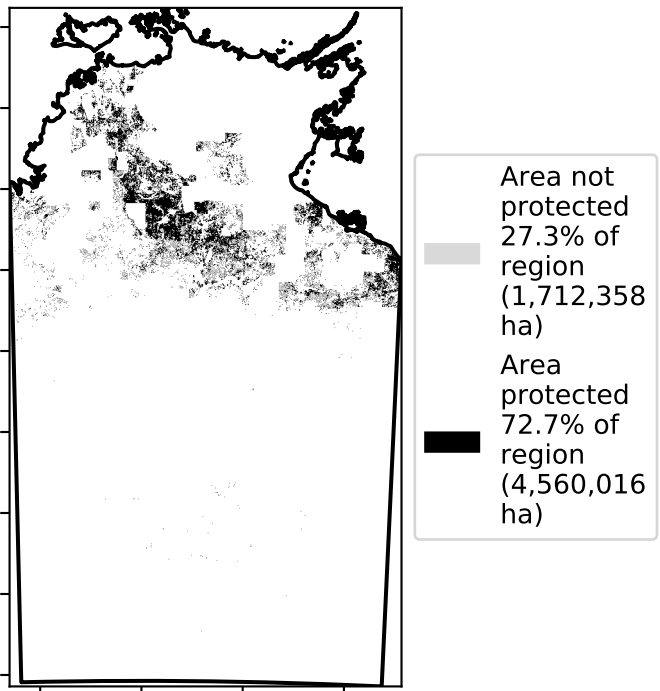 Area not
protected
27.3% of
region
(1,712,358
ha)
Area
protected
72.7% of
region
(4,560,016
ha)